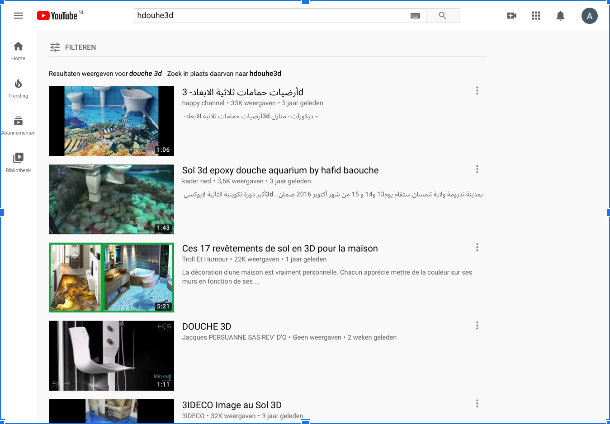 YouTube NL
hdouhe3d
A
FILTEREN
Home
Trending
Abonnementen
Bibliotheek
Resultaten weergeven voor douche 3d Zoek in plaats daarvan naar hdouhe3d
أرضيات حمامات ثلاثية الابعاد- 3d
happy channel • 33K weergaven • 3 jaar geleden
أرضيات حمامات ثلاثية الابعاد- 3d ديكورات - منازل –
1:06
Sol 3d epoxy douche aquarium by hafid baouche
kader ned • 3,6K weergaven • 3 jaar geleden
1:43
Ces 17 revêtements de sol en 3D pour la maison
Troll Et Humour • 22K weergaven • 1 jaar geleden
La décoration d'une maison est vraiment personnelle. Chacun apprécie mettre de la couleur sur ses
murs en fonction de ses ...
5:21
DOUCHE 3D
Jacques PERSUANNE SAS REV' D'O • Geen weergaven • 2 weken geleden
1:11
3IDECO Image au Sol 3D
3IDECO • 32K weergaven • 3 jaar geleden